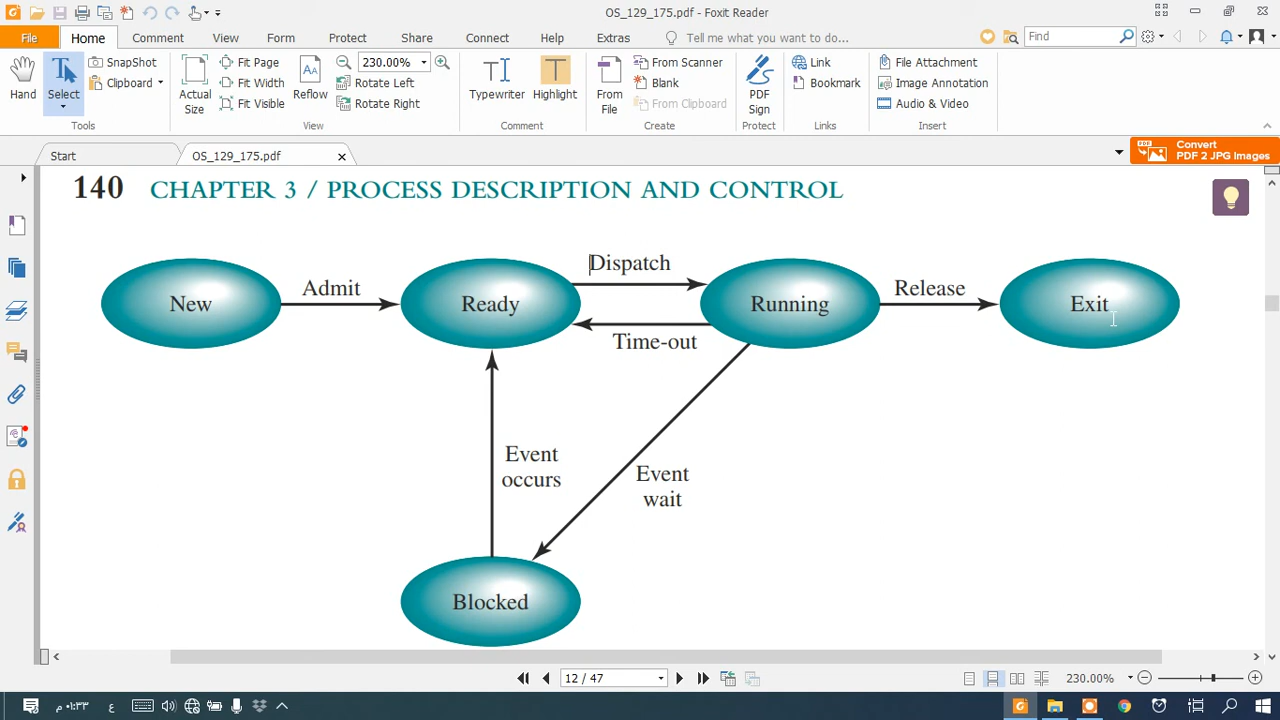 OS_129_175.pdf - Foxit Reader
File
Home
Comment
View
Form
Protect
Share
Connect
Help
Extras
Tell me what you want to do...
Find
Hand
Select
SnapShot
Clipboard
Tools
Actual
Size
Fit Page
Fit Width
Fit Visible
Reflow
230.00%
Rotate Left
Rotate Right
View
Typewriter
Highlight
Comment
From
File
From Scanner
Blank
From Clipboard
Create
PDF
Sign
Protect
Link
Bookmark
Links
File Attachment
Image Annotation
Audio & Video
Insert
Start
OS_129_175.pdf
Convert
PDF 2 JPG Images
140 CHAPTER 3 / PROCESS DESCRIPTION AND CONTROL
New
Admit
Ready
Dispatch
Time-out
Running
Release
Exit
Event
occurs
Event
wait
Blocked
12 / 47
230.00%
٠١:٣٣ م
ع